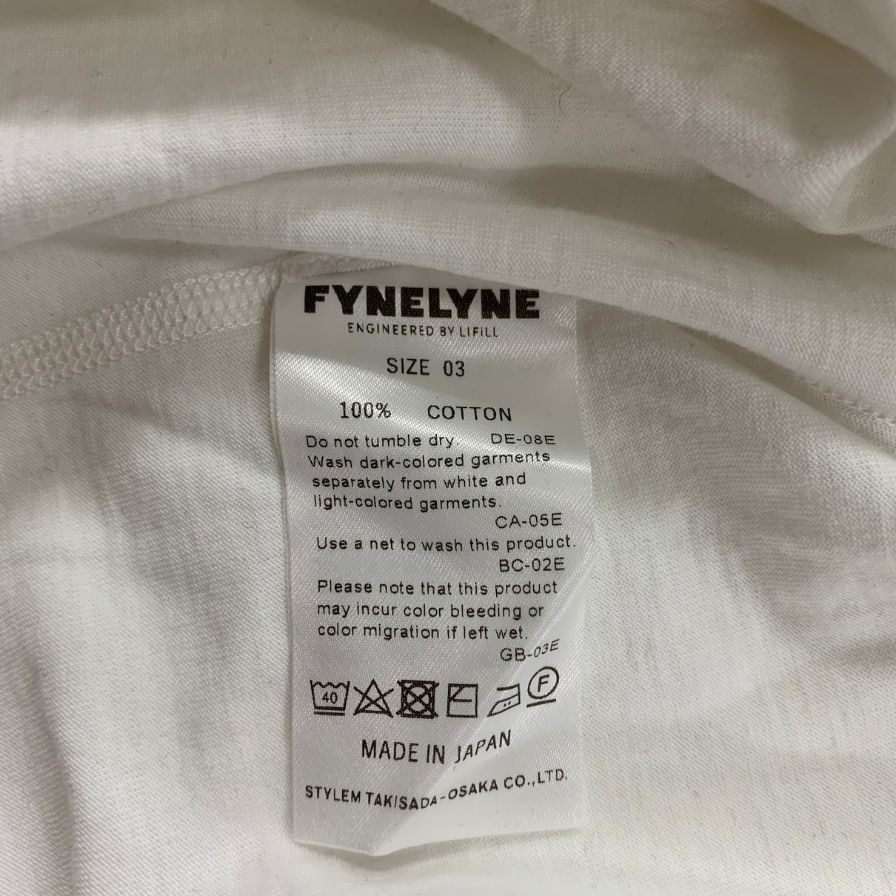 FYNELYNE
ENGINEERED BY LIFiLL
SIZE 03
100% COTTON
Do not tumble dry. DE-08E
Wash dark-colored garments
separately from white and
light-colored garments.
CA-05E
Use a net to wash this product.
BC-02E
Please note that this product
may incur color bleeding or
color migration if left wet.
GB-03E
40 F
MADE IN JAPAN
STYLEM TAKISADA-OSAKA CO.,LTD.